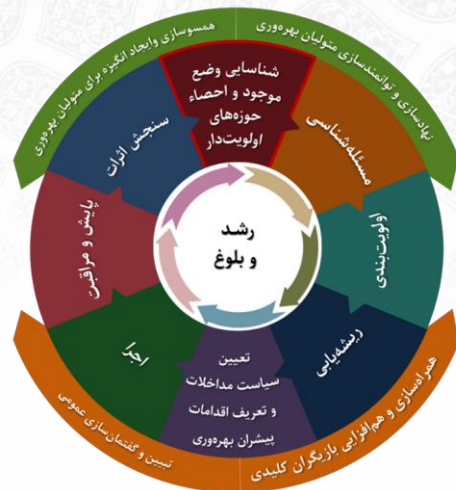 همسوسازی وایجاد انگیزه برای متولیان بهره‌وری
نهادسازی و توانمندسازی متولیان بهره‌وری
شناسایی وضع
موجود و احصاء
حوزه‌های
اولویت‌دار
مسئله‌شناسی
اولویت‌بندی
ریشه‌یابی
تعیین
سیاست مداخلات
و تعریف اقدامات
پیشران بهره‌وری
اجرا
پایش و مراقبت
سنجش اثرات
رشد
و بلوغ
همراه‌سازی و هم‌افزایی بازیگران کلیدی
تبیین و گفتمان‌سازی عمومی